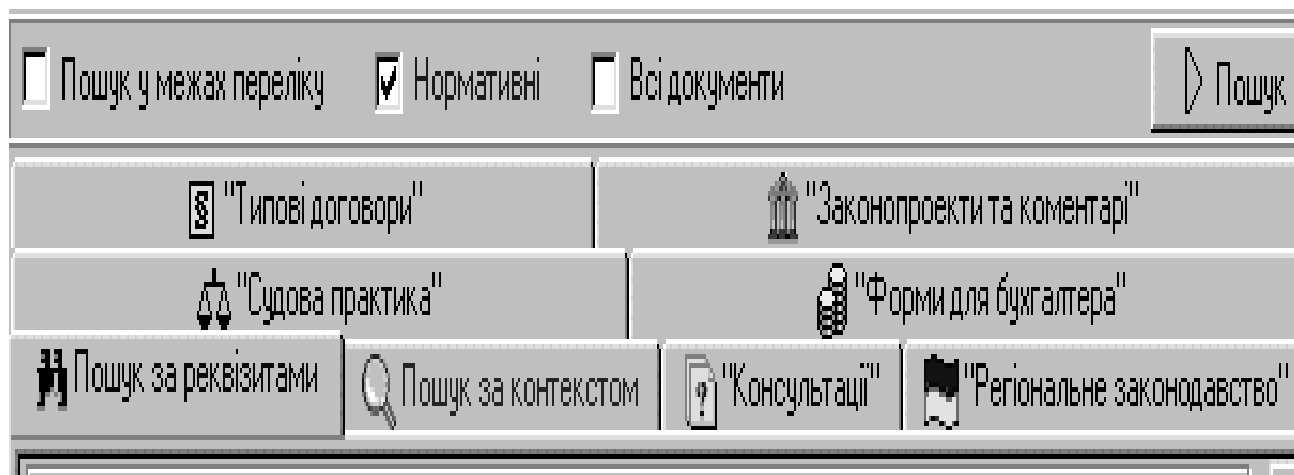 Пошук у межах переліку Нормативні Всі документи Пошук
"Типові договори" "Законопроекти та коментарі"
"Судова практика" "Форми для бухгалтера"
Пошук за реквізитами Пошук за контекстом "Консультації" "Регіональне законодавство"